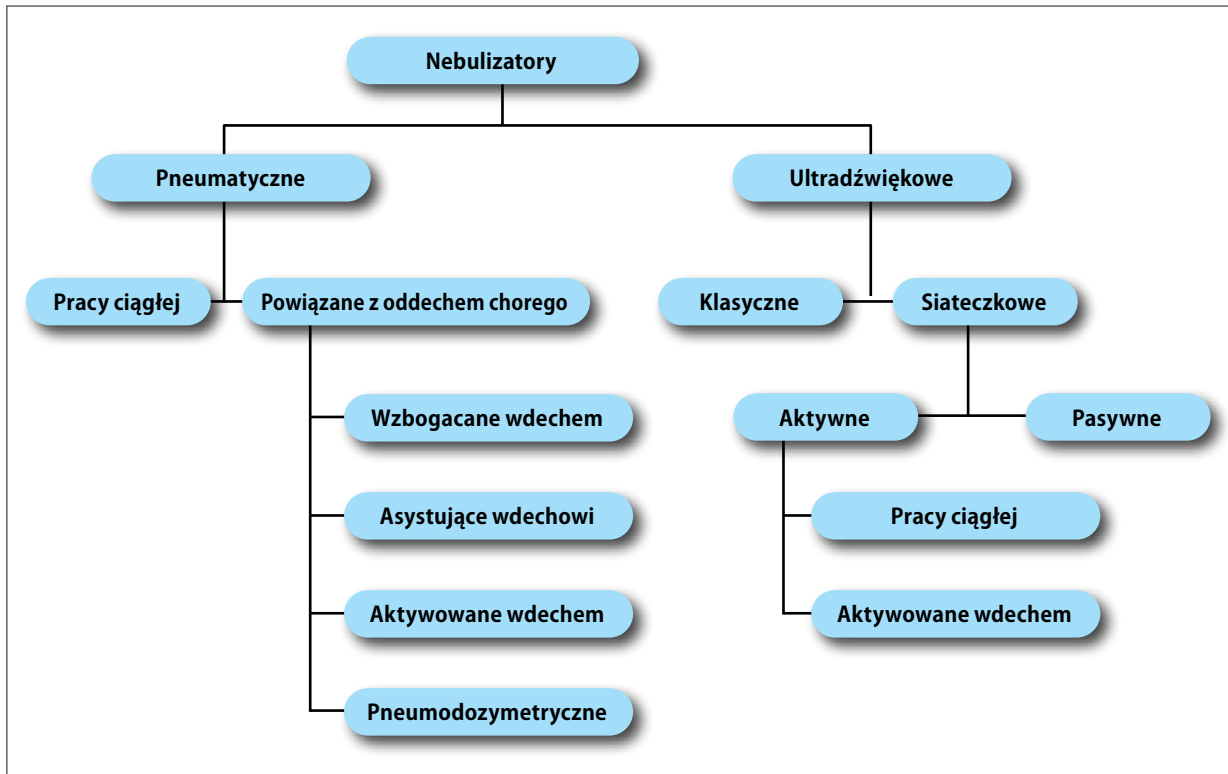 Nebulizatory
Pneumatyczne
Ultradźwiękowe
Pracy ciągłej
Powiązane z oddechem chorego
Klasyczne
Siateczkowe
Wzbogacane wdechem
Aktywne
Pasywne
Asystujące wdechowi
Pracy ciągłej
Aktywowane wdechem
Aktywowane wdechem
Pneumodozymetryczne